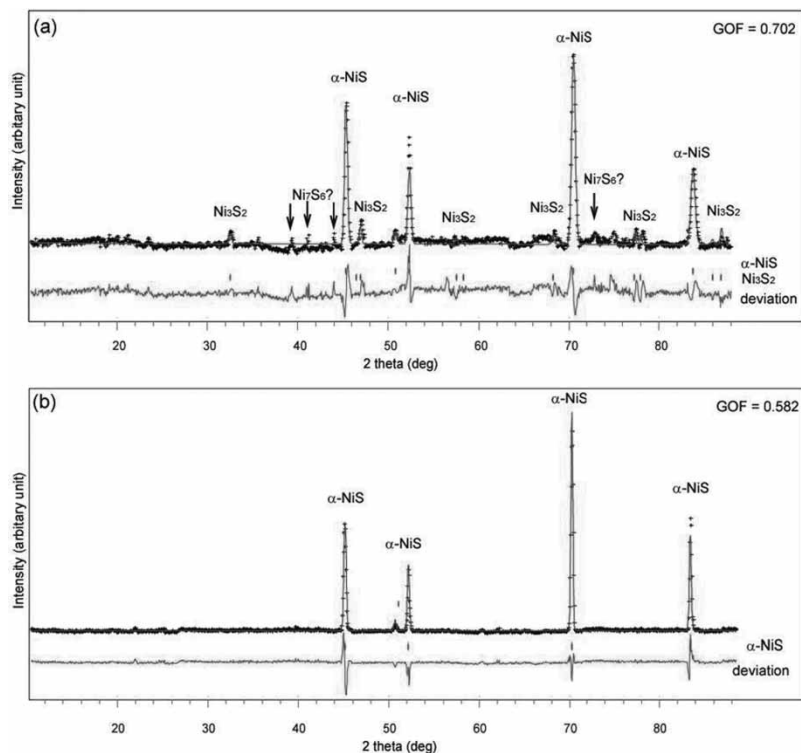 (a)
GOF = 0.702
α-NiS
α-NiS
α-NiS
α-NiS
Ni3S2
Ni7S6?
Ni3S2
Ni3S2
Ni3S2
Ni7S6?
Ni3S2
Ni3S2
Intensity (arbitary unit)
α-NiS
Ni3S2
deviation
20 30 40 50 60 70 80
2 theta (deg)
(b)
GOF = 0.582
α-NiS
α-NiS
α-NiS
α-NiS
Intensity (arbitary unit)
α-NiS
deviation
20 30 40 50 60 70 80
2 theta (deg)